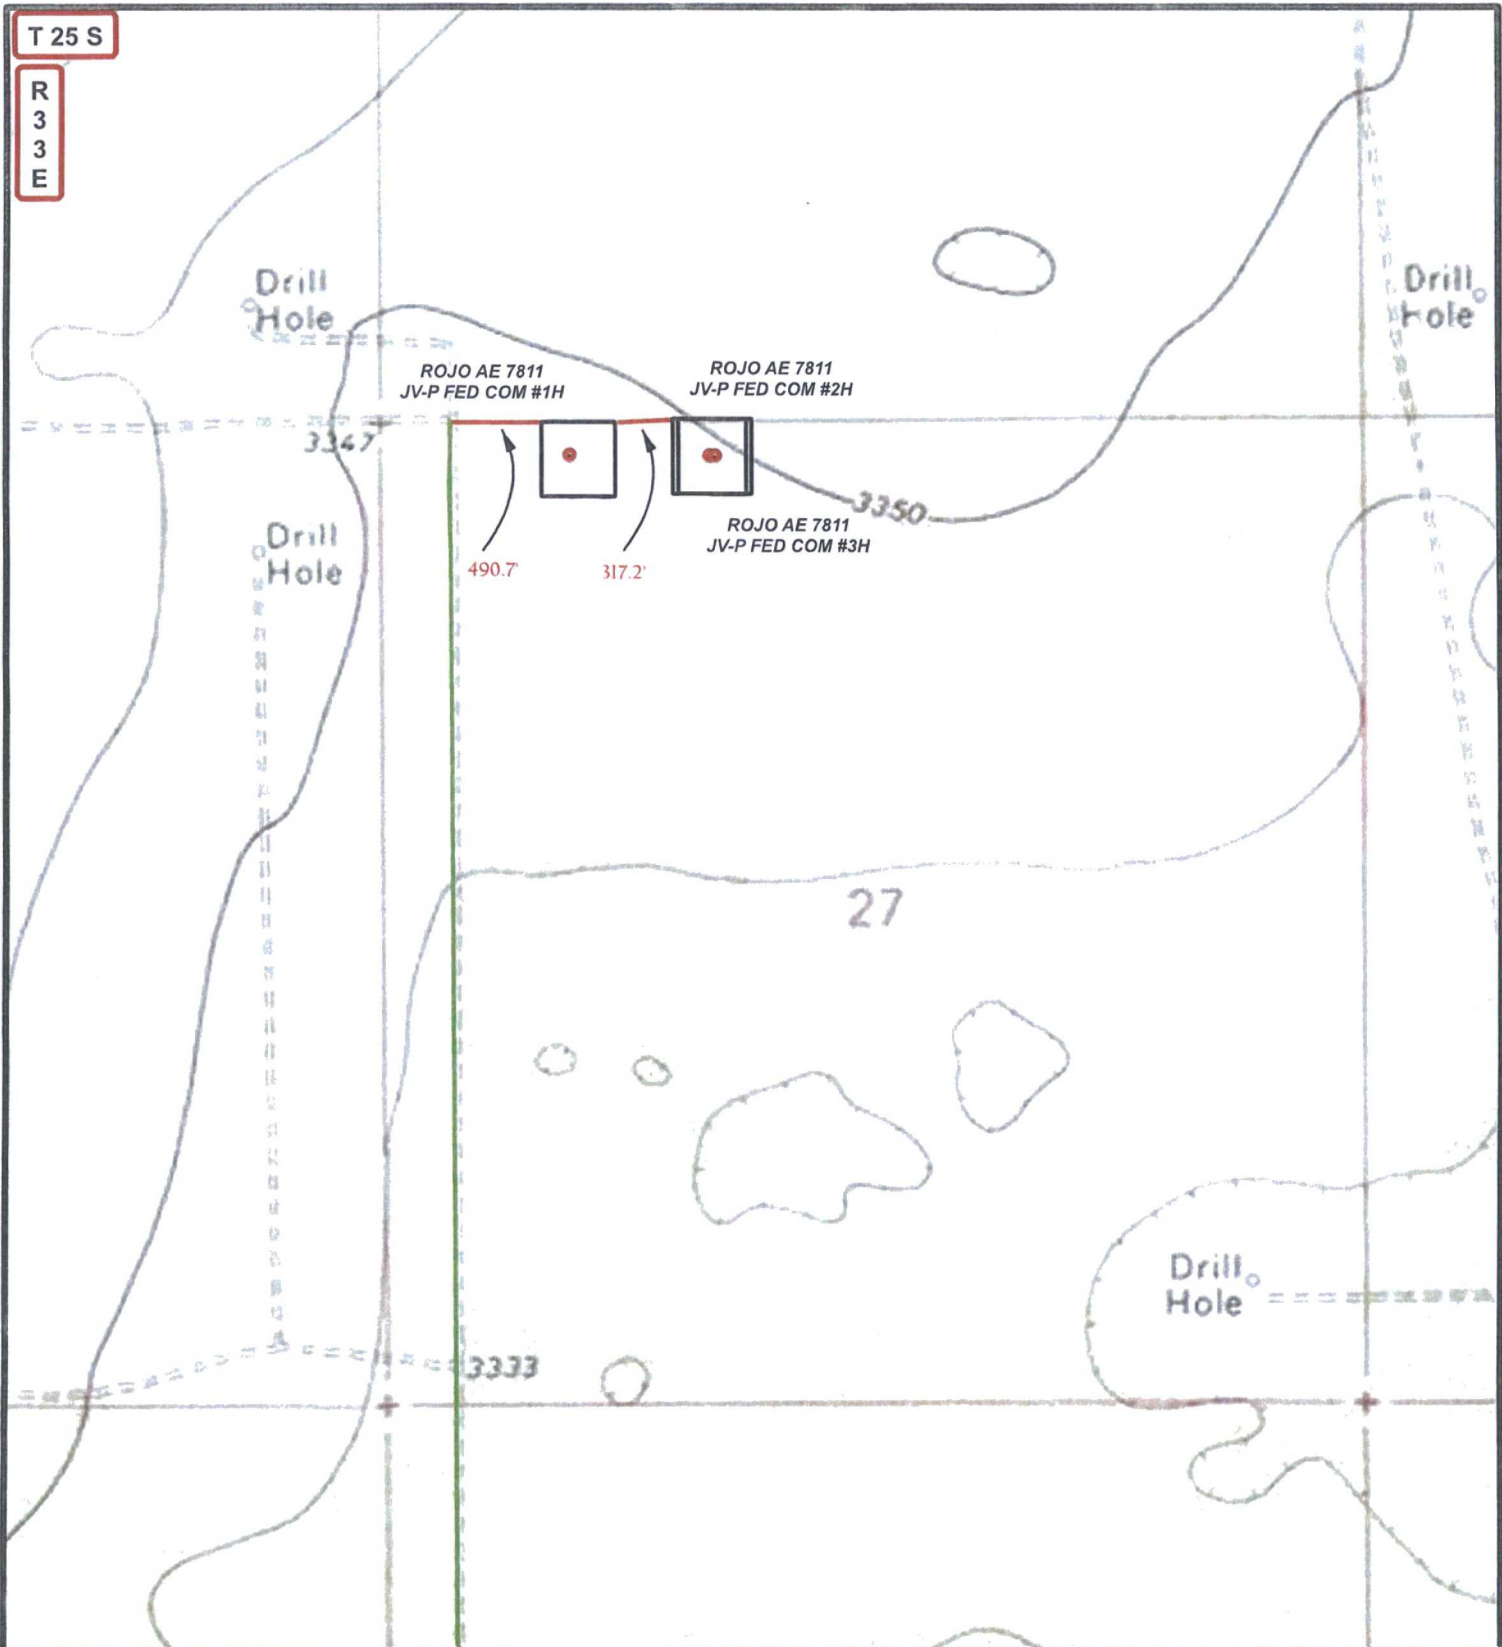 T 25 S
R
3
3
E
Drill
Hole
Drill
Hole
ROJO AE 7811
JV-P FED COM #1H
ROJO AE 7811
JV-P FED COM #2H
3347
3350
ROJO AE 7811
JV-P FED COM #3H
Drill
Hole
490.7'
317.2'
27
Drill
Hole
3333